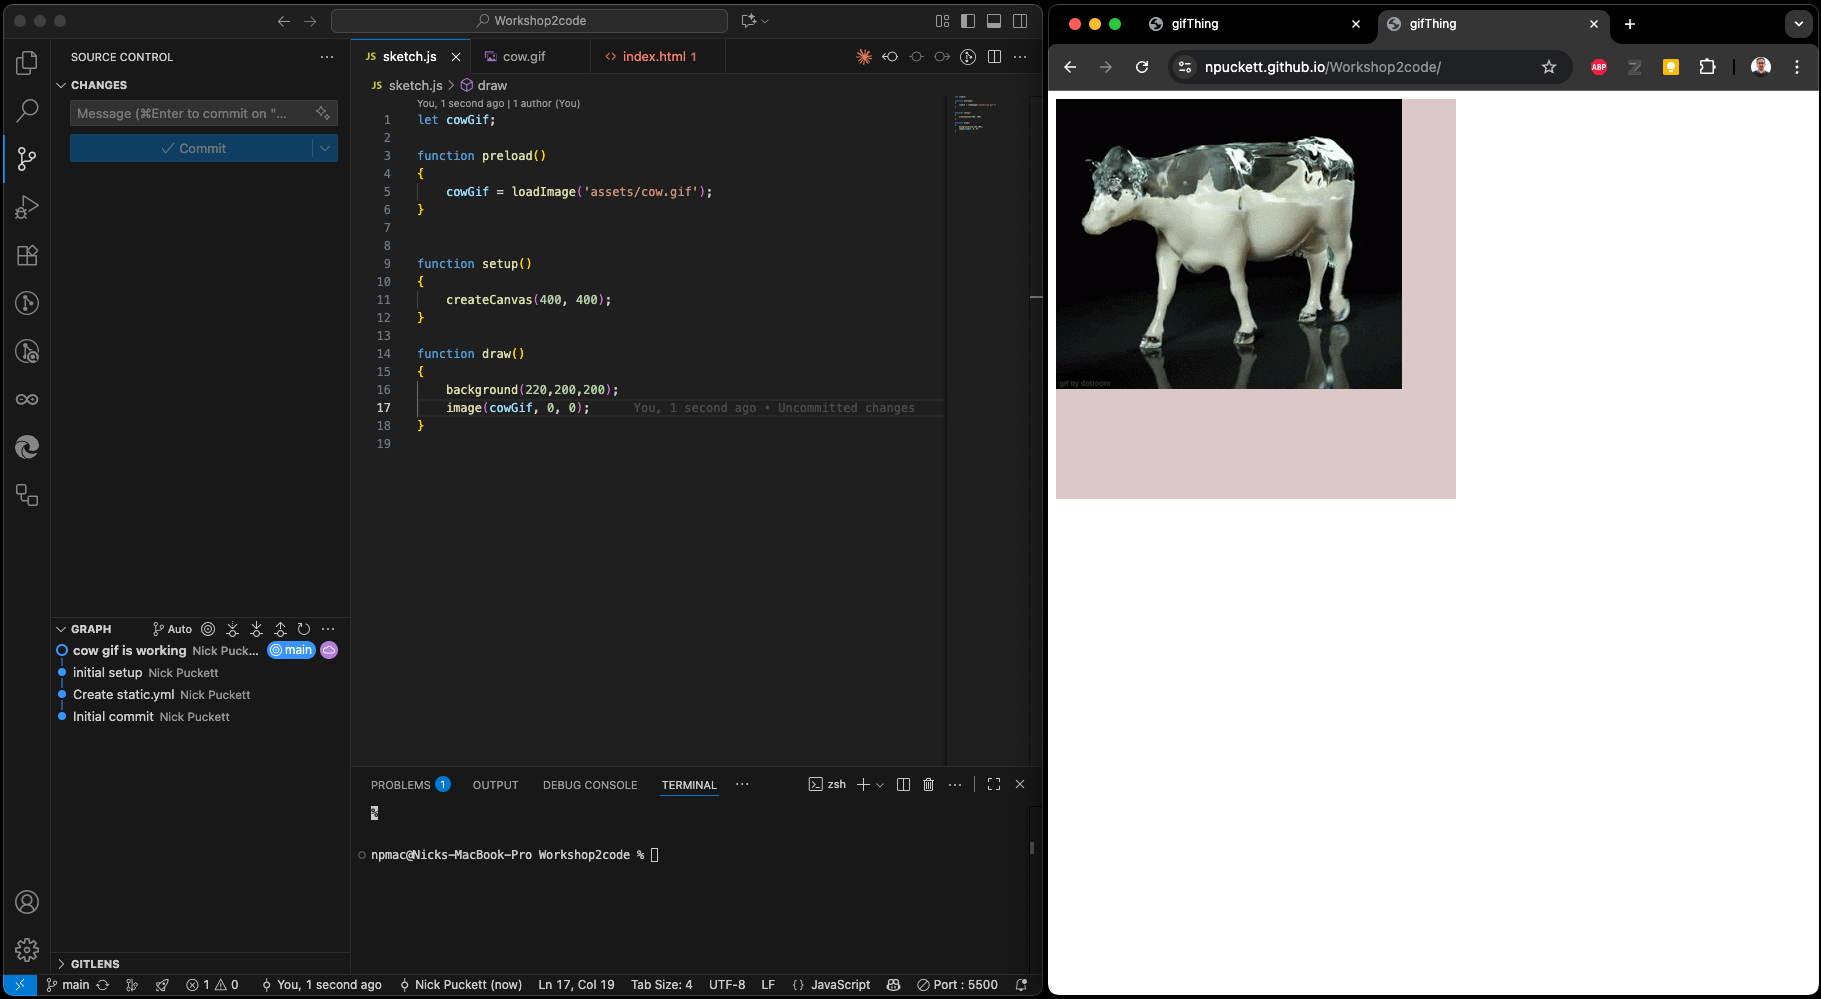 Workshop2code
SOURCE CONTROL
CHANGES
Message (⌘Enter to commit on "...
Commit
GRAPH
Auto
cow gif is working Nick Puck... main
initial setup Nick Puckett
Create static.yml Nick Puckett
Initial commit Nick Puckett
GITLENS
JS sketch.js
cow.gif
<> index.html 1
JS sketch.js > draw
You, 1 second ago | 1 author (You)
1 let cowGif;
2
3 function preload()
4 {
5 cowGif = loadImage('assets/cow.gif');
6 }
7
8
9 function setup()
10 {
11 createCanvas(400, 400);
12 }
13
14 function draw()
15 {
16 background(220,200,200);
17 image(cowGif, 0, 0); You, 1 second ago • Uncommitted changes
18 }
19
PROBLEMS 1 OUTPUT DEBUG CONSOLE TERMINAL ... zsh
%
npmac@Nicks-MacBook-Pro Workshop2code %
main 1 0 You, 1 second ago Nick Puckett (now) Ln 17, Col 19 Tab Size: 4 UTF-8 LF {} JavaScript Port : 5500
gifThing
gifThing
npuckett.github.io/Workshop2code/
ABP
gif by dotroom